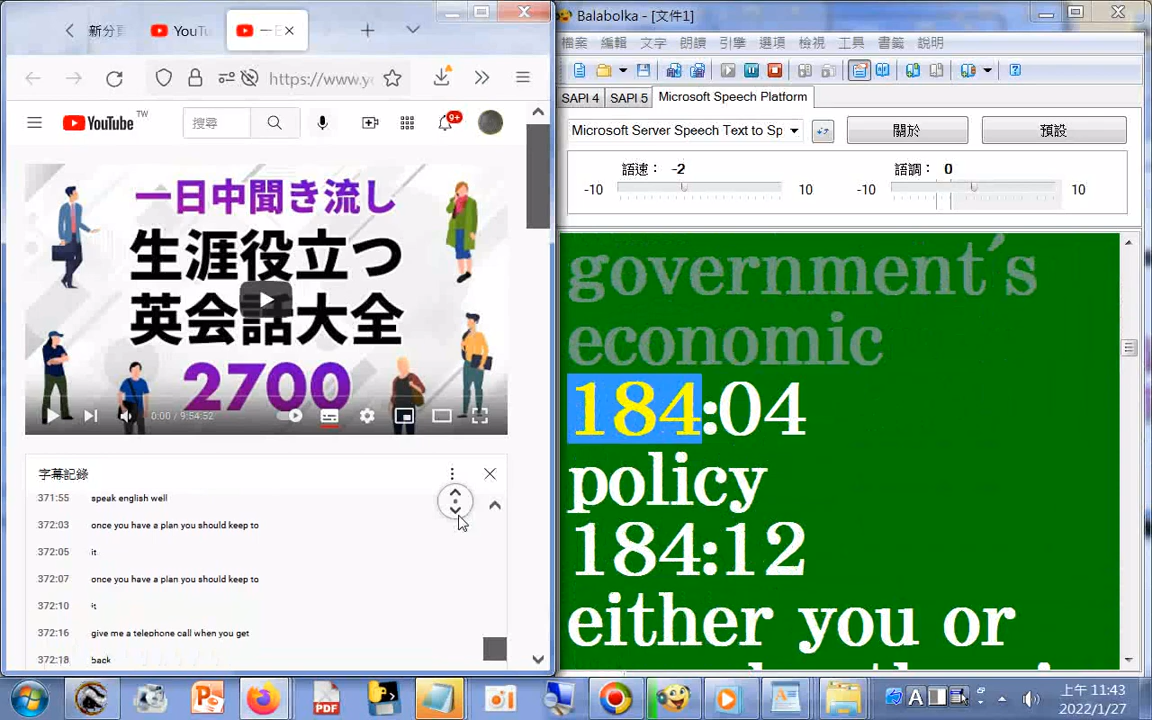 新分
YouTu
一E
https://www.y
YouTube TW
搜尋
9+
一日中聞き流し
生涯役立つ
英会話大全
2700
0:00 / 9:54:52
字幕記錄
371:55 speak english well
372:03 once you have a plan you should keep to
372:05 it
372:07 once you have a plan you should keep to
372:10 it
372:16 give me a telephone call when you get
372:18 back
Balabolka - [文件1]
檔案 編輯 文字 朗讀 引擎 選項 檢視 工具 書籤 說明
SAPI 4 SAPI 5 Microsoft Speech Platform
Microsoft Server Speech Text to Sp
關於
預設
語速： -2
語調： 0
-10 10 -10 10
government's
economic
184:04
policy
184:12
either you or
PDF
A
上午 11:43
2022/1/27